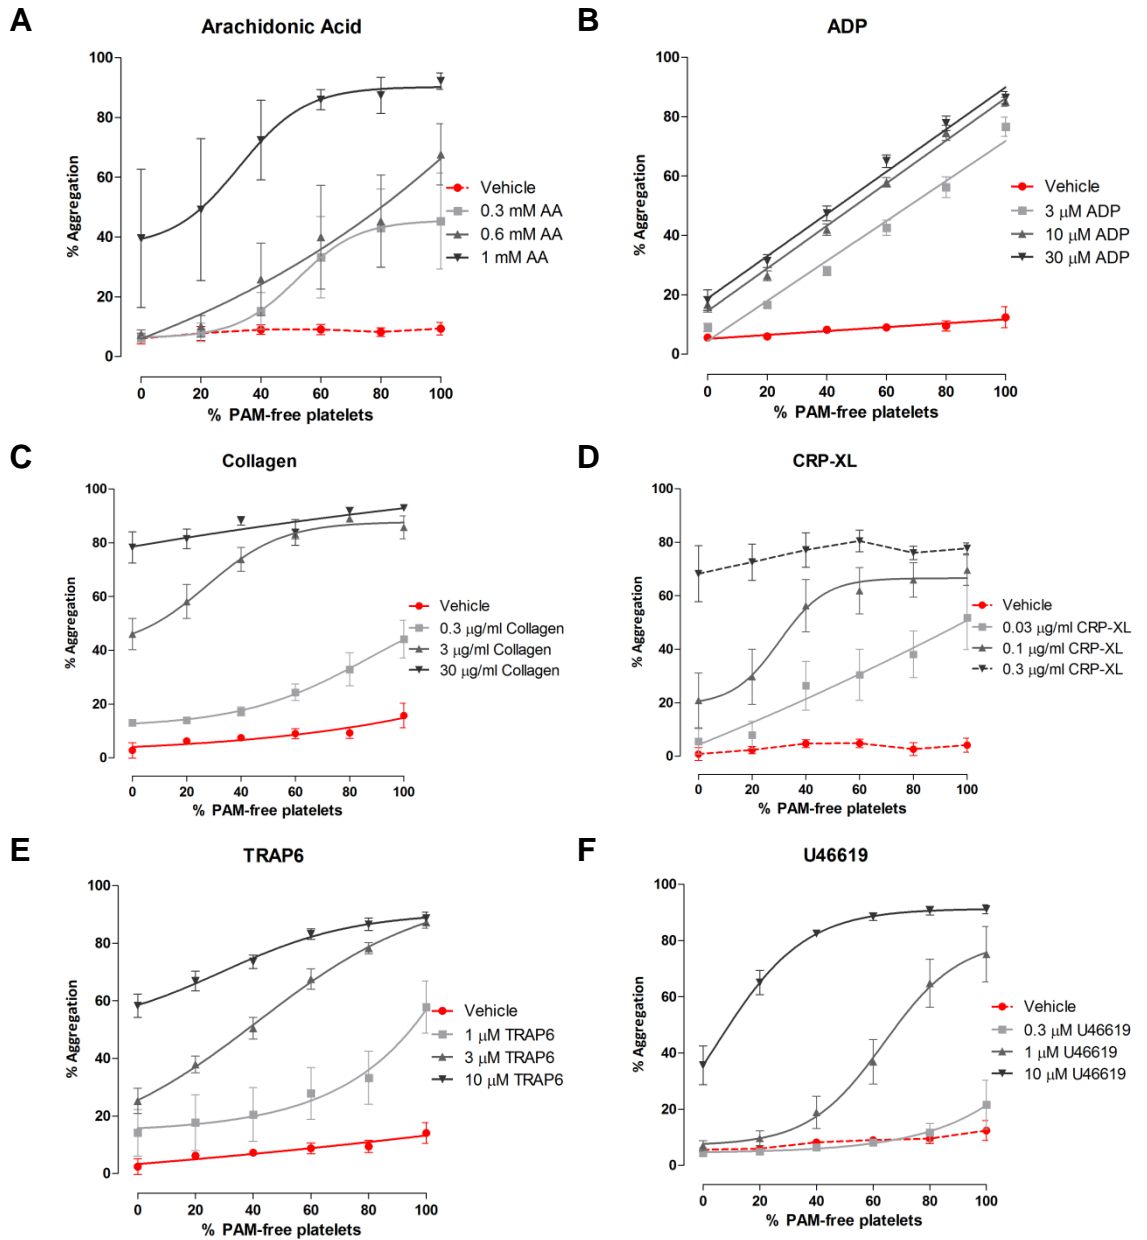 A
Arachidonic Acid
100
80
60
40
20
0
% Aggregation
0 20 40 60 80 100
% PAM-free platelets
Vehicle
0.3 mM AA
0.6 mM AA
1 mM AA
B
ADP
100
80
60
40
20
0
% Aggregation
0 20 40 60 80 100
% PAM-free platelets
Vehicle
3 µM ADP
10 µM ADP
30 µM ADP
C
Collagen
100
80
60
40
20
0
% Aggregation
0 20 40 60 80 100
% PAM-free platelets
Vehicle
0.3 µg/ml Collagen
3 µg/ml Collagen
30 µg/ml Collagen
D
CRP-XL
100
80
60
40
20
0
% Aggregation
0 20 40 60 80 100
% PAM-free platelets
Vehicle
0.03 µg/ml CRP-XL
0.1 µg/ml CRP-XL
0.3 µg/ml CRP-XL
E
TRAP6
100
80
60
40
20
0
% Aggregation
0 20 40 60 80 100
% PAM-free platelets
Vehicle
1 µM TRAP6
3 µM TRAP6
10 µM TRAP6
F
U46619
100
80
60
40
20
0
% Aggregation
0 20 40 60 80 100
% PAM-free platelets
Vehicle
0.3 µM U46619
1 µM U46619
10 µM U46619